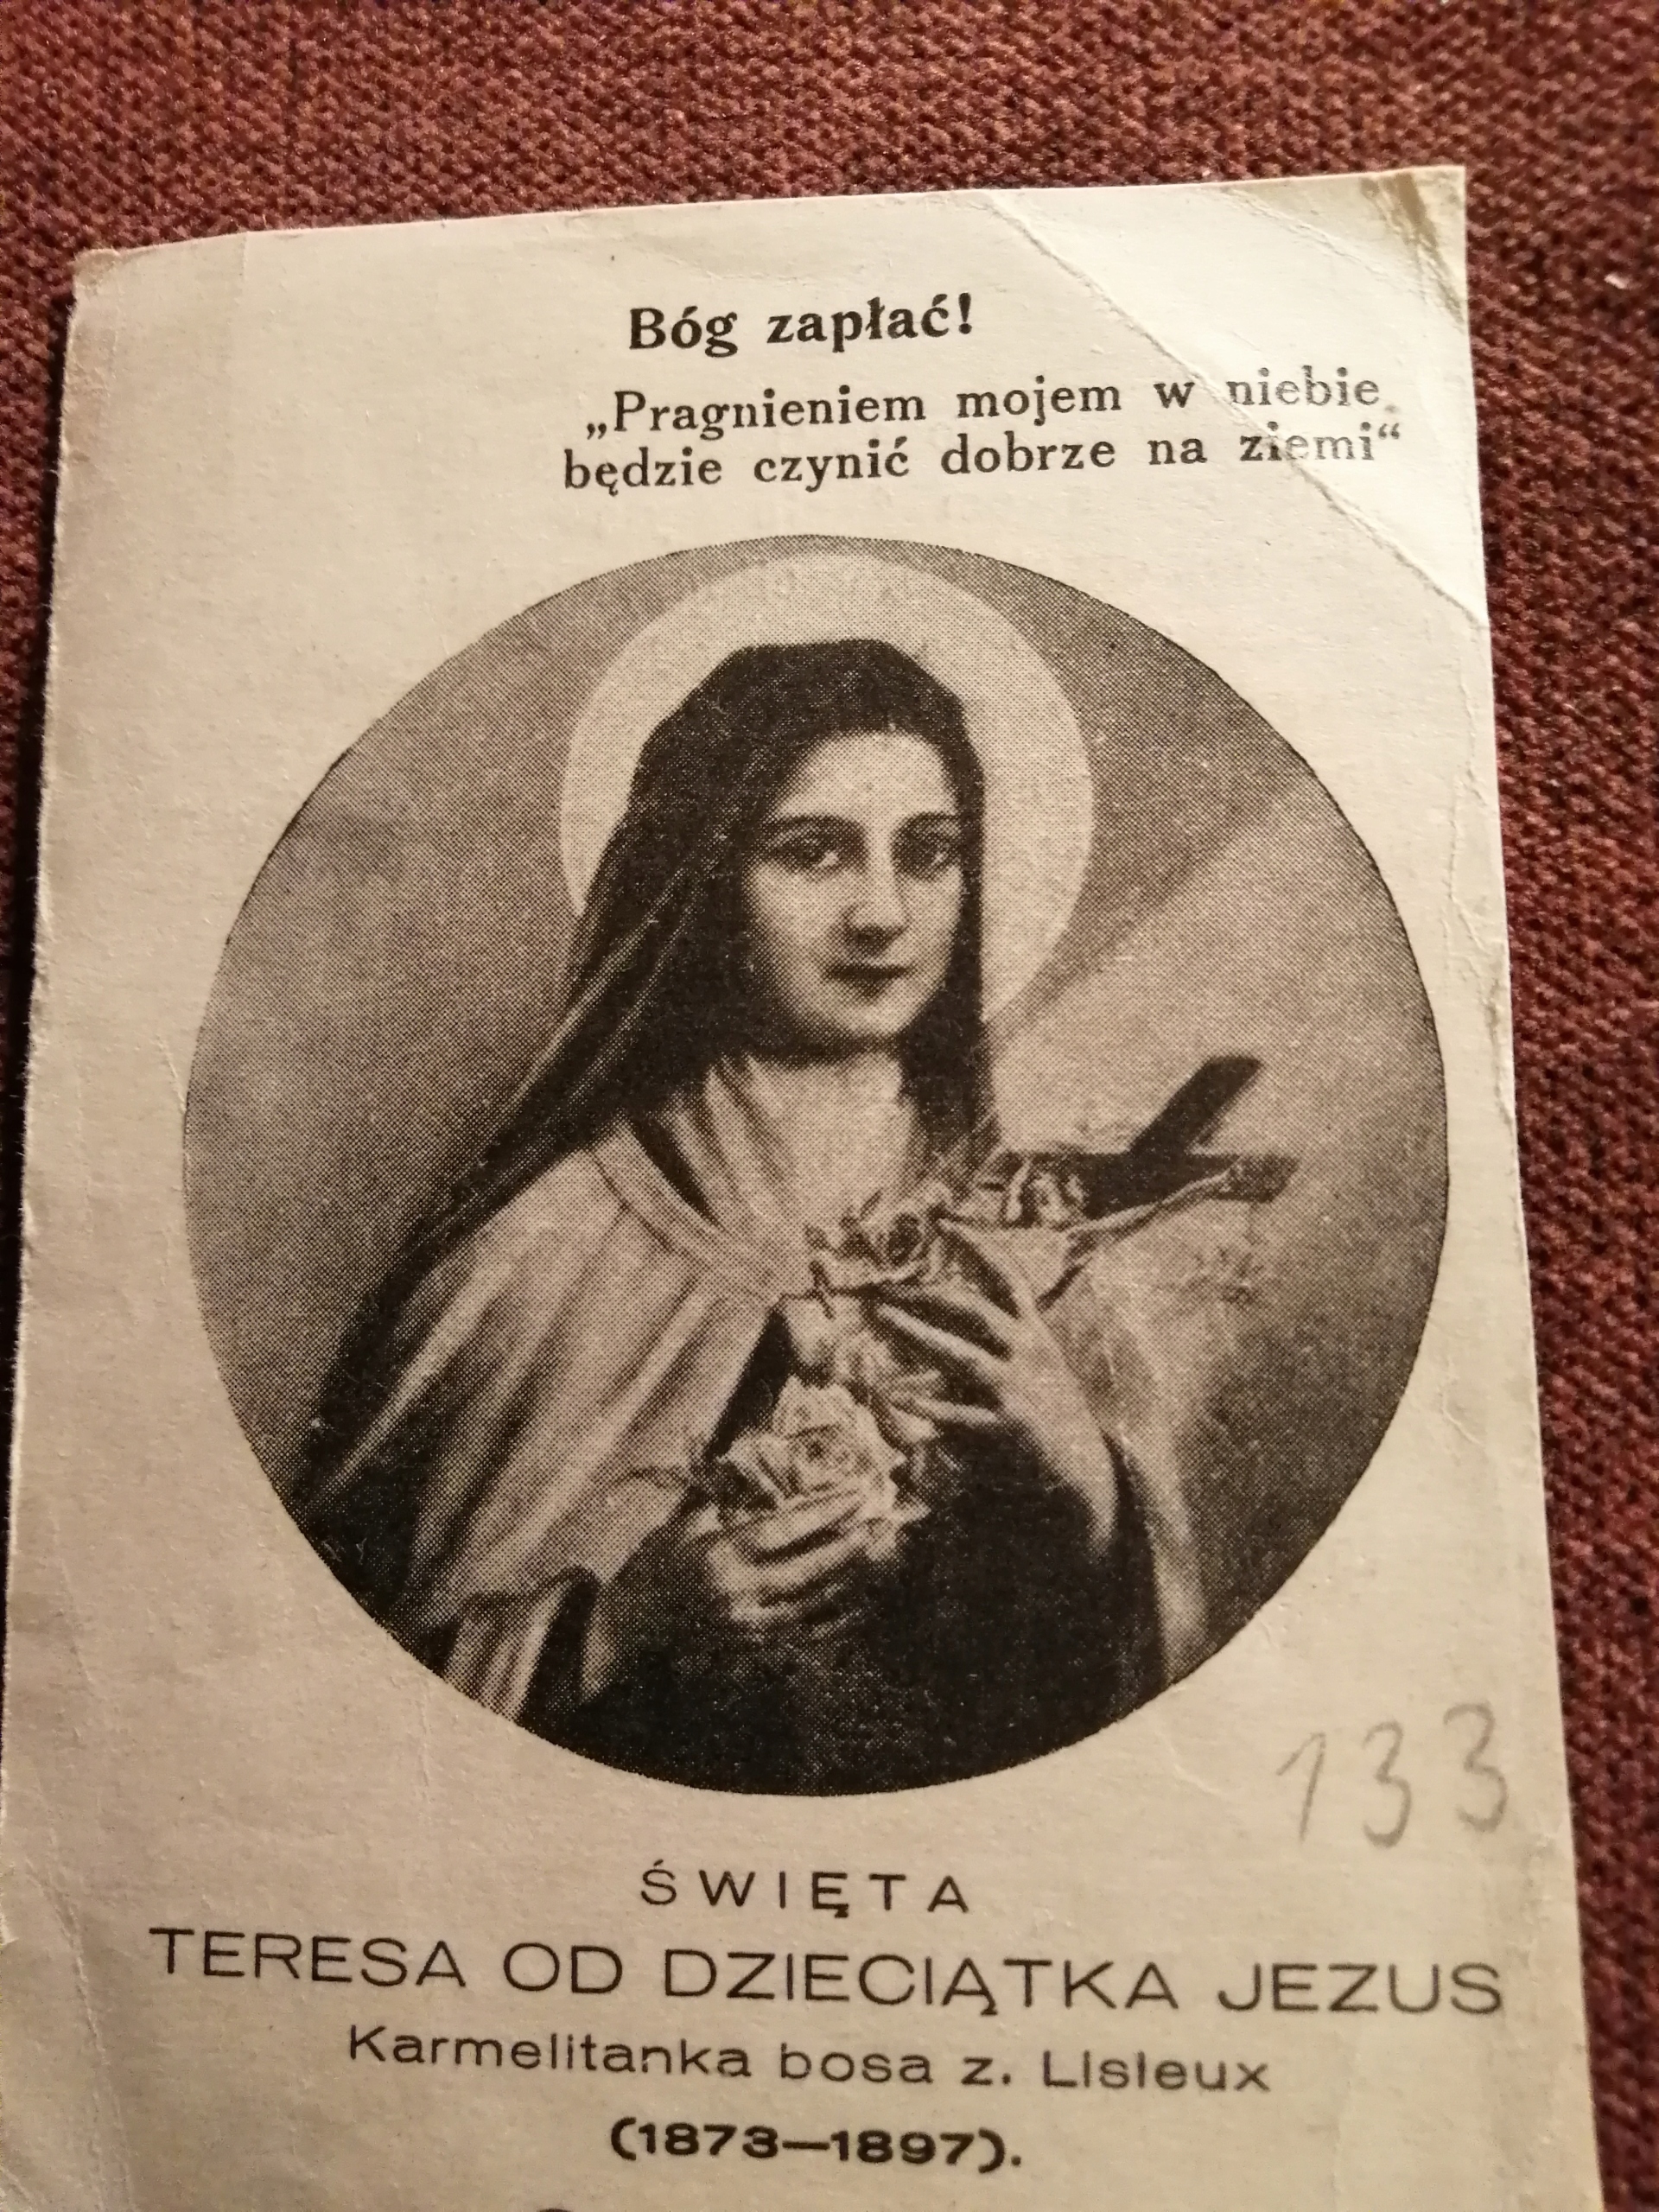 Bóg zapłać!
„Pragnieniem mojem w niebie
będzie czynić dobrze na ziemi“
133
ŚWIĘTA
TERESA OD DZIECIĄTKA JEZUS
Karmelitanka bosa z. Lisieux
(1873—1897).